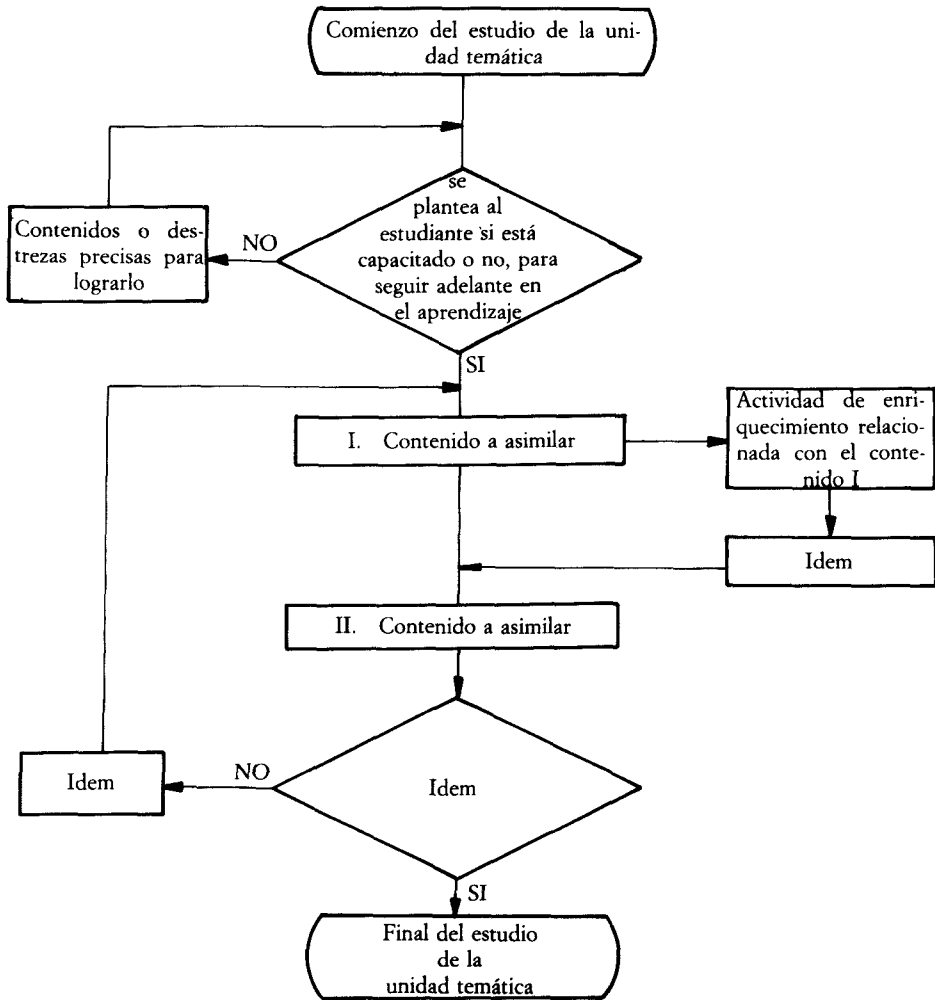 Comienzo del estudio de la uni-
dad temática
se
plantea al
estudiante si está
capacitado o no, para
seguir adelante en
el aprendizaje
NO
Contenidos o des-
trezas precisas para
lograrlo
SI
I. Contenido a asimilar
Actividad de enri-
quecimiento relacio-
nada con el conte-
nido I
Idem
II. Contenido a asimilar
Idem
NO
Idem
SI
Final del estudio
de la
unidad temática